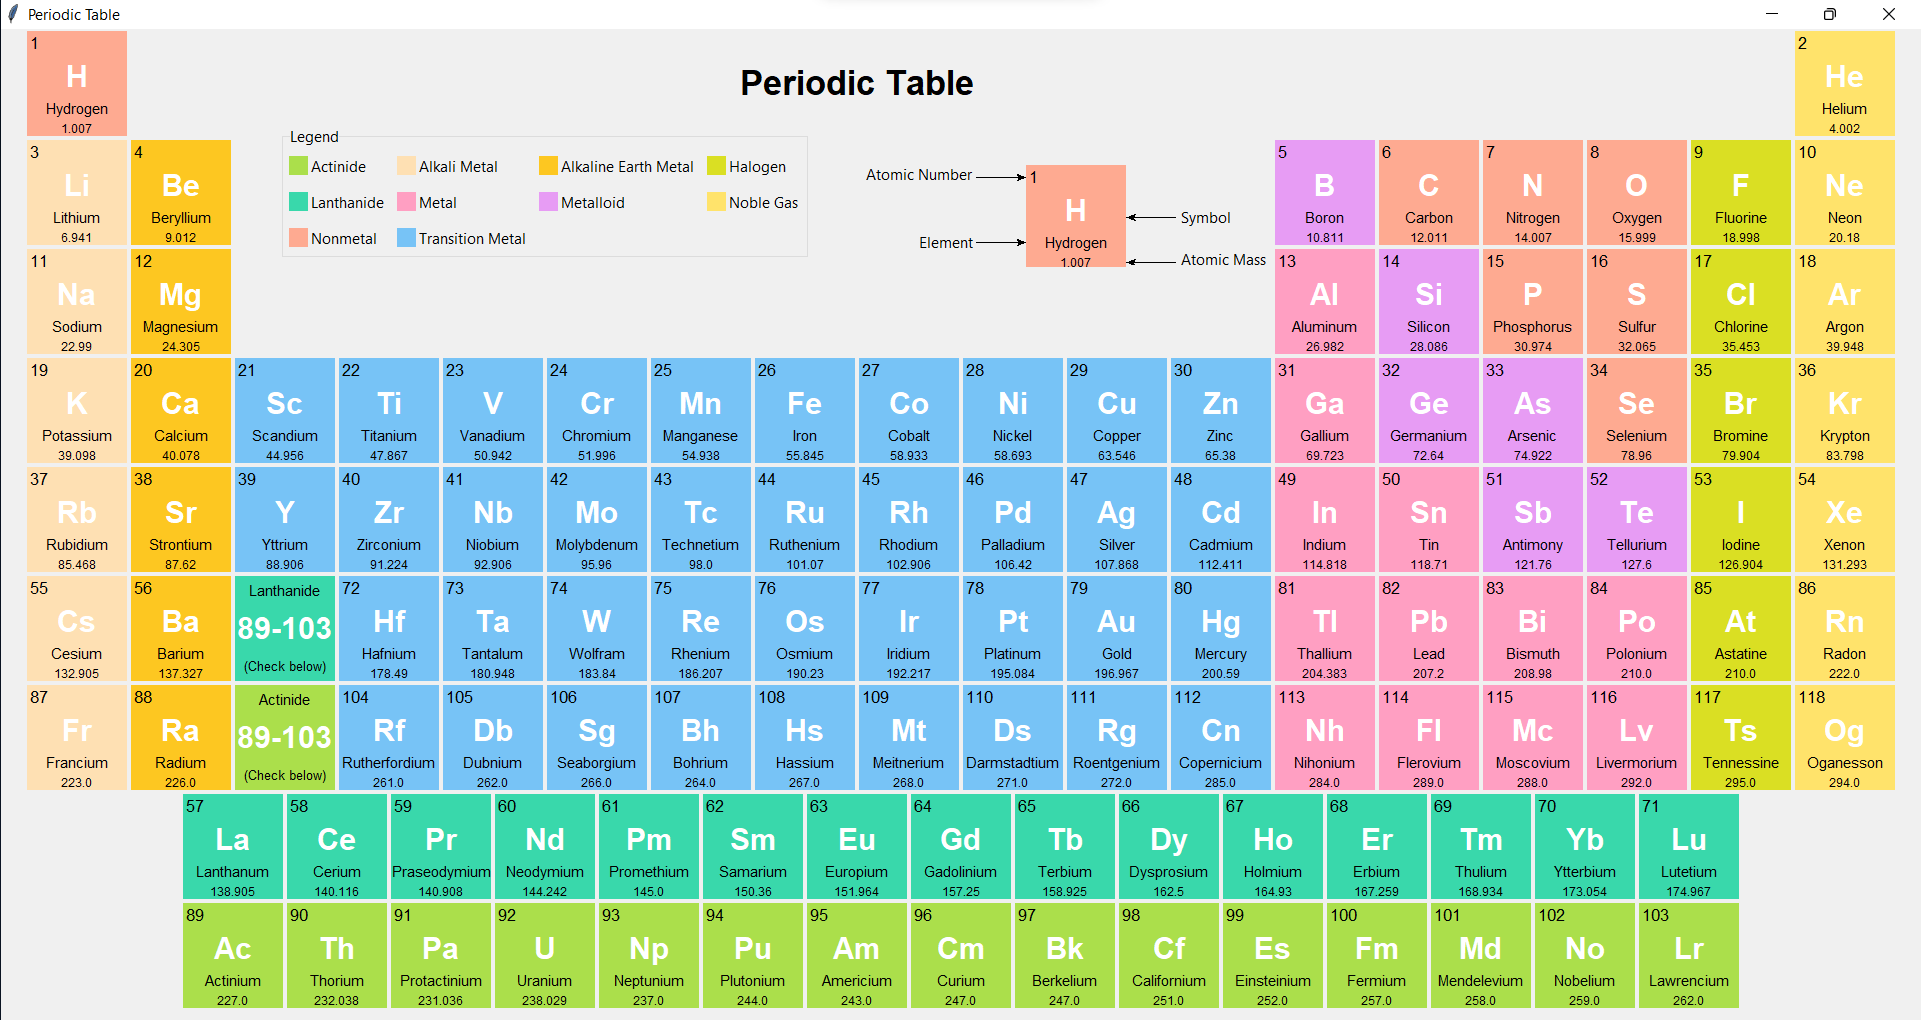 Periodic Table
1
H
Hydrogen
1.007
Periodic Table
2
He
Helium
4.002
Legend
Actinide
Alkali Metal
Alkaline Earth Metal
Halogen
Lanthanide
Metal
Metalloid
Noble Gas
Nonmetal
Transition Metal
Atomic Number
Element
1
H
Hydrogen
1.007
Symbol
Atomic Mass
3
Li
Lithium
6.941
4
Be
Beryllium
9.012
5
B
Boron
10.811
6
C
Carbon
12.011
7
N
Nitrogen
14.007
8
O
Oxygen
15.999
9
F
Fluorine
18.998
10
Ne
Neon
20.18
11
Na
Sodium
22.99
12
Mg
Magnesium
24.305
13
Al
Aluminum
26.982
14
Si
Silicon
28.086
15
P
Phosphorus
30.974
16
S
Sulfur
32.065
17
Cl
Chlorine
35.453
18
Ar
Argon
39.948
19
K
Potassium
39.098
20
Ca
Calcium
40.078
21
Sc
Scandium
44.956
22
Ti
Titanium
47.867
23
V
Vanadium
50.942
24
Cr
Chromium
51.996
25
Mn
Manganese
54.938
26
Fe
Iron
55.845
27
Co
Cobalt
58.933
28
Ni
Nickel
58.693
29
Cu
Copper
63.546
30
Zn
Zinc
65.38
31
Ga
Gallium
69.723
32
Ge
Germanium
72.64
33
As
Arsenic
74.922
34
Se
Selenium
78.96
35
Br
Bromine
79.904
36
Kr
Krypton
83.798
37
Rb
Rubidium
85.468
38
Sr
Strontium
87.62
39
Y
Yttrium
88.906
40
Zr
Zirconium
91.224
41
Nb
Niobium
92.906
42
Mo
Molybdenum
95.96
43
Tc
Technetium
98.0
44
Ru
Ruthenium
101.07
45
Rh
Rhodium
102.906
46
Pd
Palladium
106.42
47
Ag
Silver
107.868
48
Cd
Cadmium
112.411
49
In
Indium
114.818
50
Sn
Tin
118.71
51
Sb
Antimony
121.76
52
Te
Tellurium
127.6
53
I
Iodine
126.904
54
Xe
Xenon
131.293
55
Cs
Cesium
132.905
56
Ba
Barium
137.327
Lanthanide
89-103
(Check below)
72
Hf
Hafnium
178.49
73
Ta
Tantalum
180.948
74
W
Wolfram
183.84
75
Re
Rhenium
186.207
76
Os
Osmium
190.23
77
Ir
Iridium
192.217
78
Pt
Platinum
195.084
79
Au
Gold
196.967
80
Hg
Mercury
200.59
81
Tl
Thallium
204.383
82
Pb
Lead
207.2
83
Bi
Bismuth
208.98
84
Po
Polonium
210.0
85
At
Astatine
210.0
86
Rn
Radon
222.0
87
Fr
Francium
223.0
88
Ra
Radium
226.0
Actinide
89-103
(Check below)
104
Rf
Rutherfordium
261.0
105
Db
Dubnium
262.0
106
Sg
Seaborgium
266.0
107
Bh
Bohrium
264.0
108
Hs
Hassium
267.0
109
Mt
Meitnerium
268.0
110
Ds
Darmstadtium
271.0
111
Rg
Roentgenium
272.0
112
Cn
Copernicium
285.0
113
Nh
Nihonium
284.0
114
Fl
Flerovium
289.0
115
Mc
Moscovium
288.0
116
Lv
Livermorium
292.0
117
Ts
Tennessine
295.0
118
Og
Oganesson
294.0
57
La
Lanthanum
138.905
58
Ce
Cerium
140.116
59
Pr
Praseodymium
140.908
60
Nd
Neodymium
144.242
61
Pm
Promethium
145.0
62
Sm
Samarium
150.36
63
Eu
Europium
151.964
64
Gd
Gadolinium
157.25
65
Tb
Terbium
158.925
66
Dy
Dysprosium
162.5
67
Ho
Holmium
164.93
68
Er
Erbium
167.259
69
Tm
Thulium
168.934
70
Yb
Ytterbium
173.054
71
Lu
Lutetium
174.967
89
Ac
Actinium
227.0
90
Th
Thorium
232.038
91
Pa
Protactinium
231.036
92
U
Uranium
238.029
93
Np
Neptunium
237.0
94
Pu
Plutonium
244.0
95
Am
Americium
243.0
96
Cm
Curium
247.0
97
Bk
Berkelium
247.0
98
Cf
Californium
251.0
99
Es
Einsteinium
252.0
100
Fm
Fermium
257.0
101
Md
Mendelevium
258.0
102
No
Nobelium
259.0
103
Lr
Lawrencium
262.0